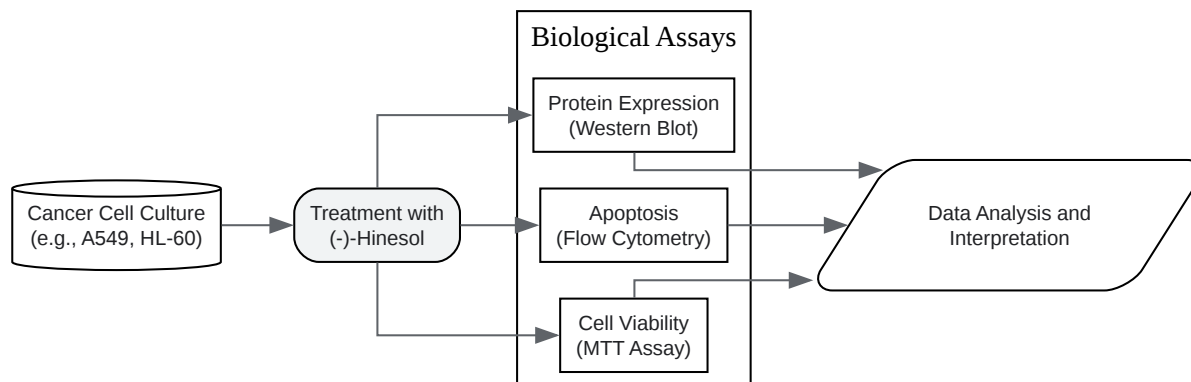 Biological Assays
Protein Expression
(Western Blot)
Cancer Cell Culture
(e.g., A549, HL-60)
Treatment with
(-)-Hinesol
Apoptosis
(Flow Cytometry)
Data Analysis and
Interpretation
Cell Viability
(MTT Assay)